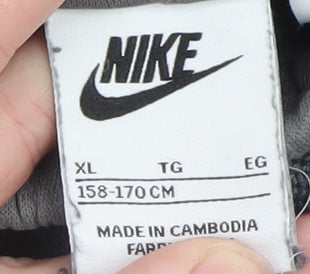 NIKE
XL TG EG
158-170 CM
MADE IN CAMBODIA